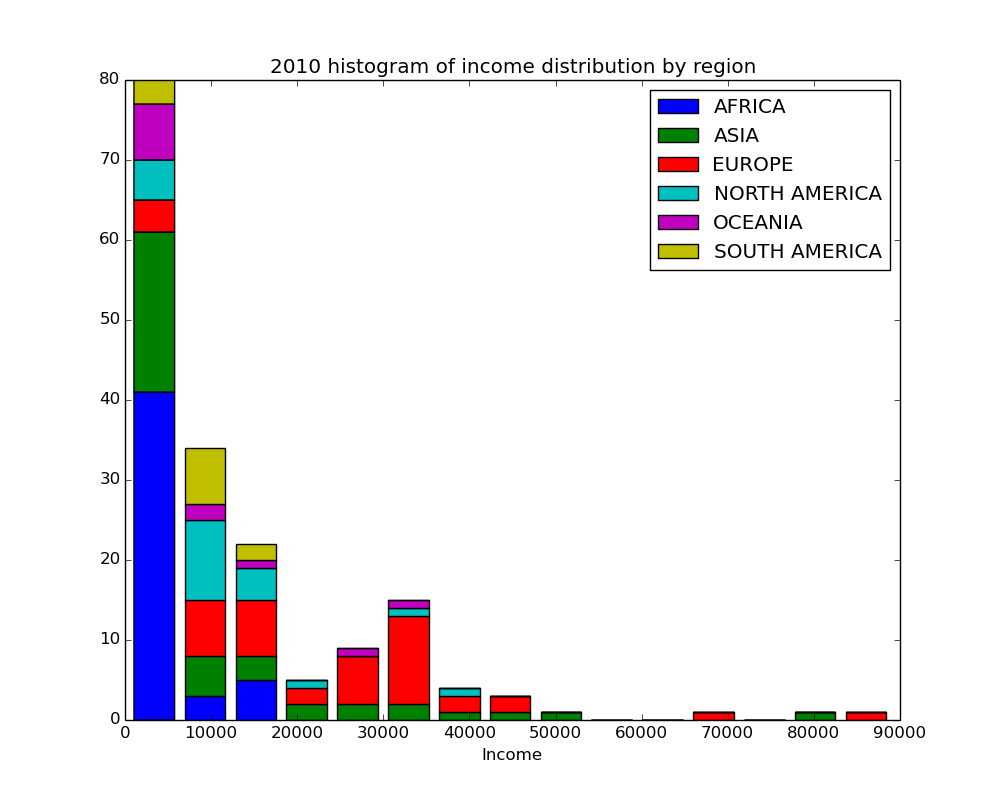 2010 histogram of income distribution by region
80
70
60
50
40
30
20
10
0
AFRICA
ASIA
EUROPE
NORTH AMERICA
OCEANIA
SOUTH AMERICA
0 10000 20000 30000 40000 50000 60000 70000 80000 90000
Income